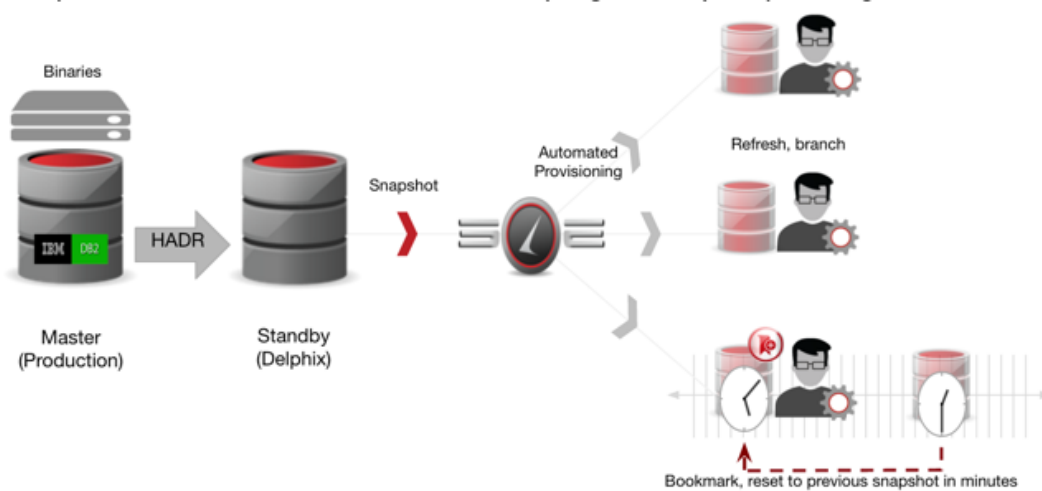 Binaries
IBM DB2
HADR
Master
(Production)
Standby
(Delphix)
Snapshot
Automated
Provisioning
Refresh, branch
Bookmark, reset to previous snapshot in minutes